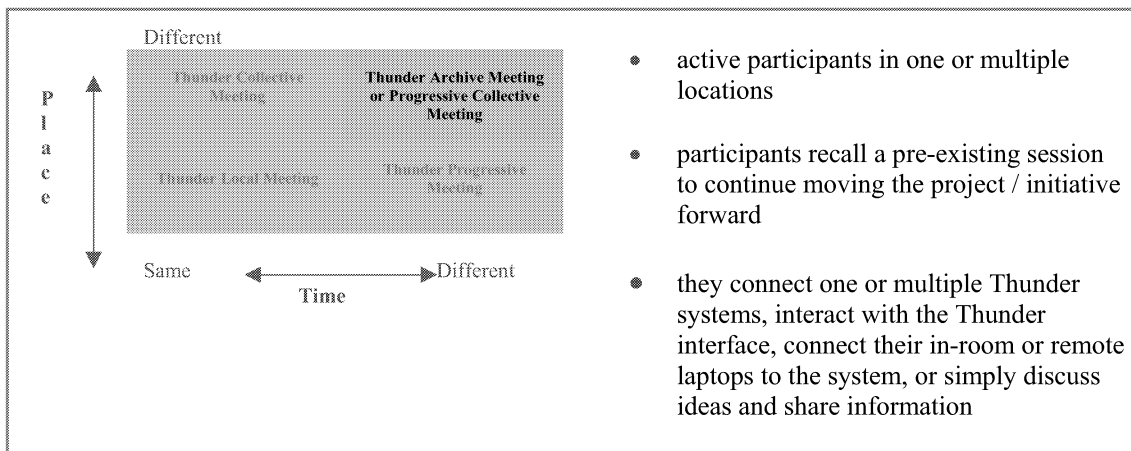 Different
Place
Thunder Collective
Meeting
Thunder Archive Meeting
or Progressive Collective
Meeting
Thunder Local Meeting
Thunder Progressive
Meeting
Same
Different
Time
• active participants in one or multiple
locations
• participants recall a pre-existing session
to continue moving the project / initiative
forward
• they connect one or multiple Thunder
systems, interact with the Thunder
interface, connect their in-room or remote
laptops to the system, or simply discuss
ideas and share information